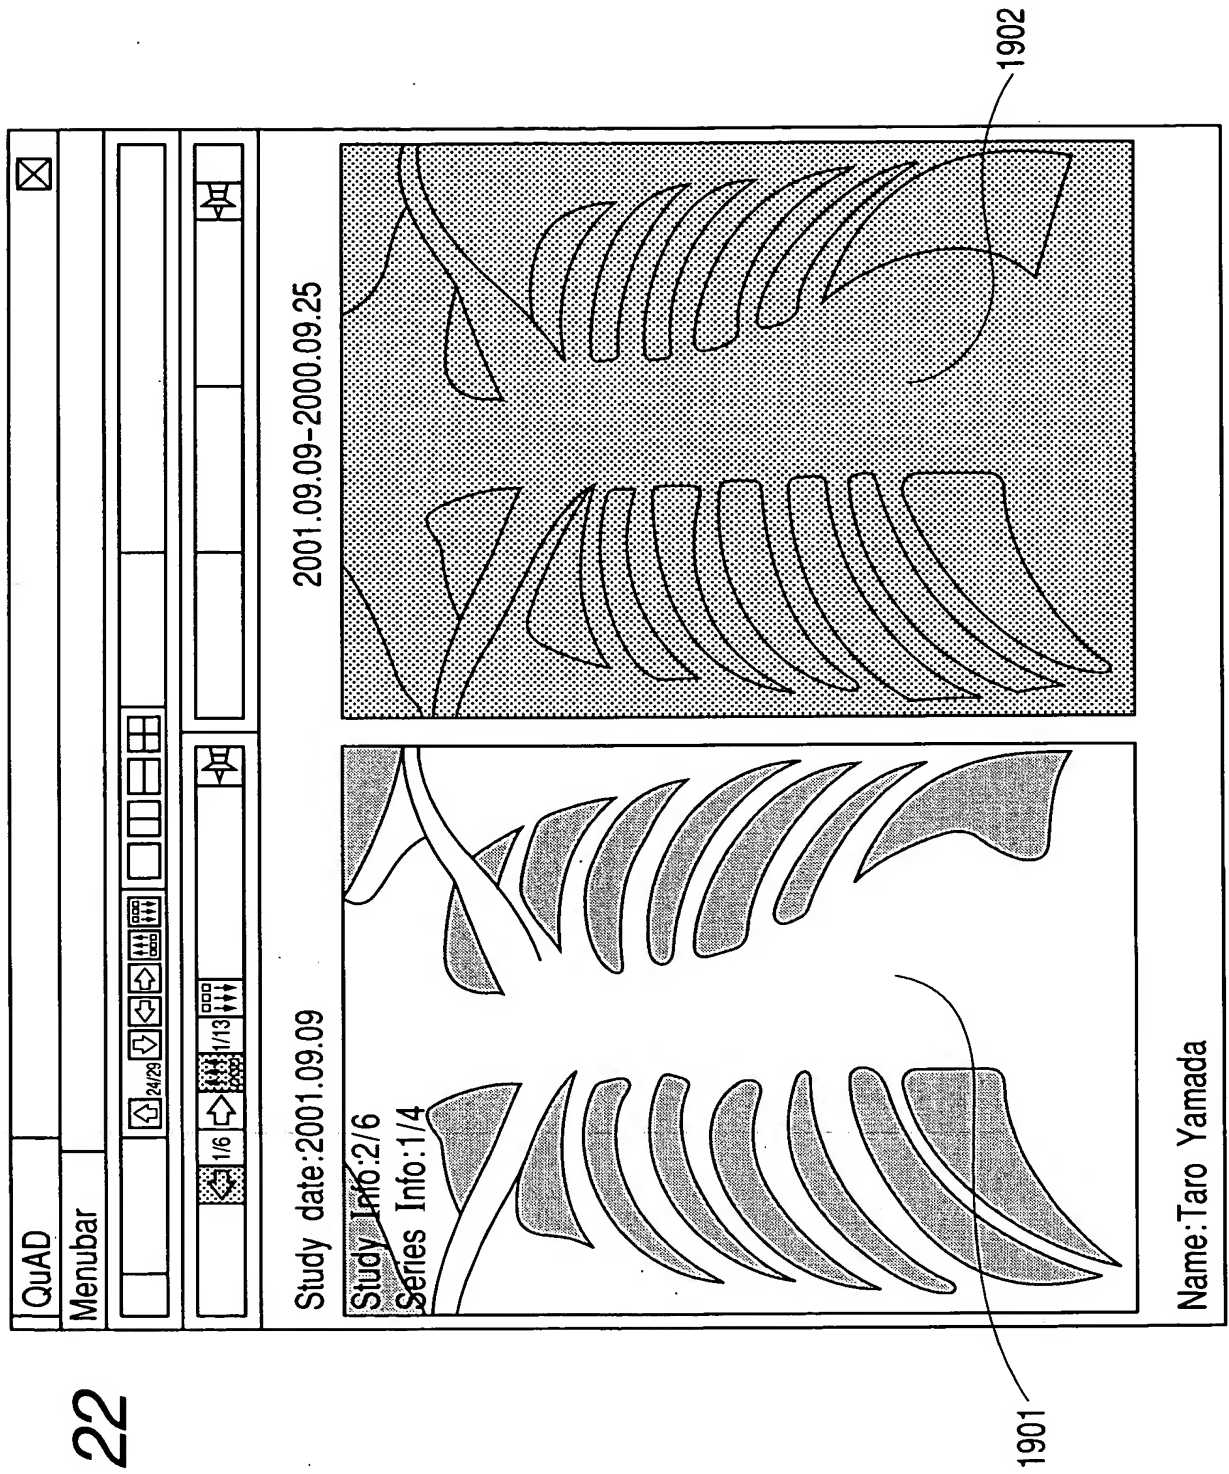 22
QuAD
Menubar
24/29
1/6
1/13
Study date:2001.09.09
2001.09.09-2000.09.25
Study Info:2/6
Series Info:1/4
Name:Taro Yamada
1901
1902